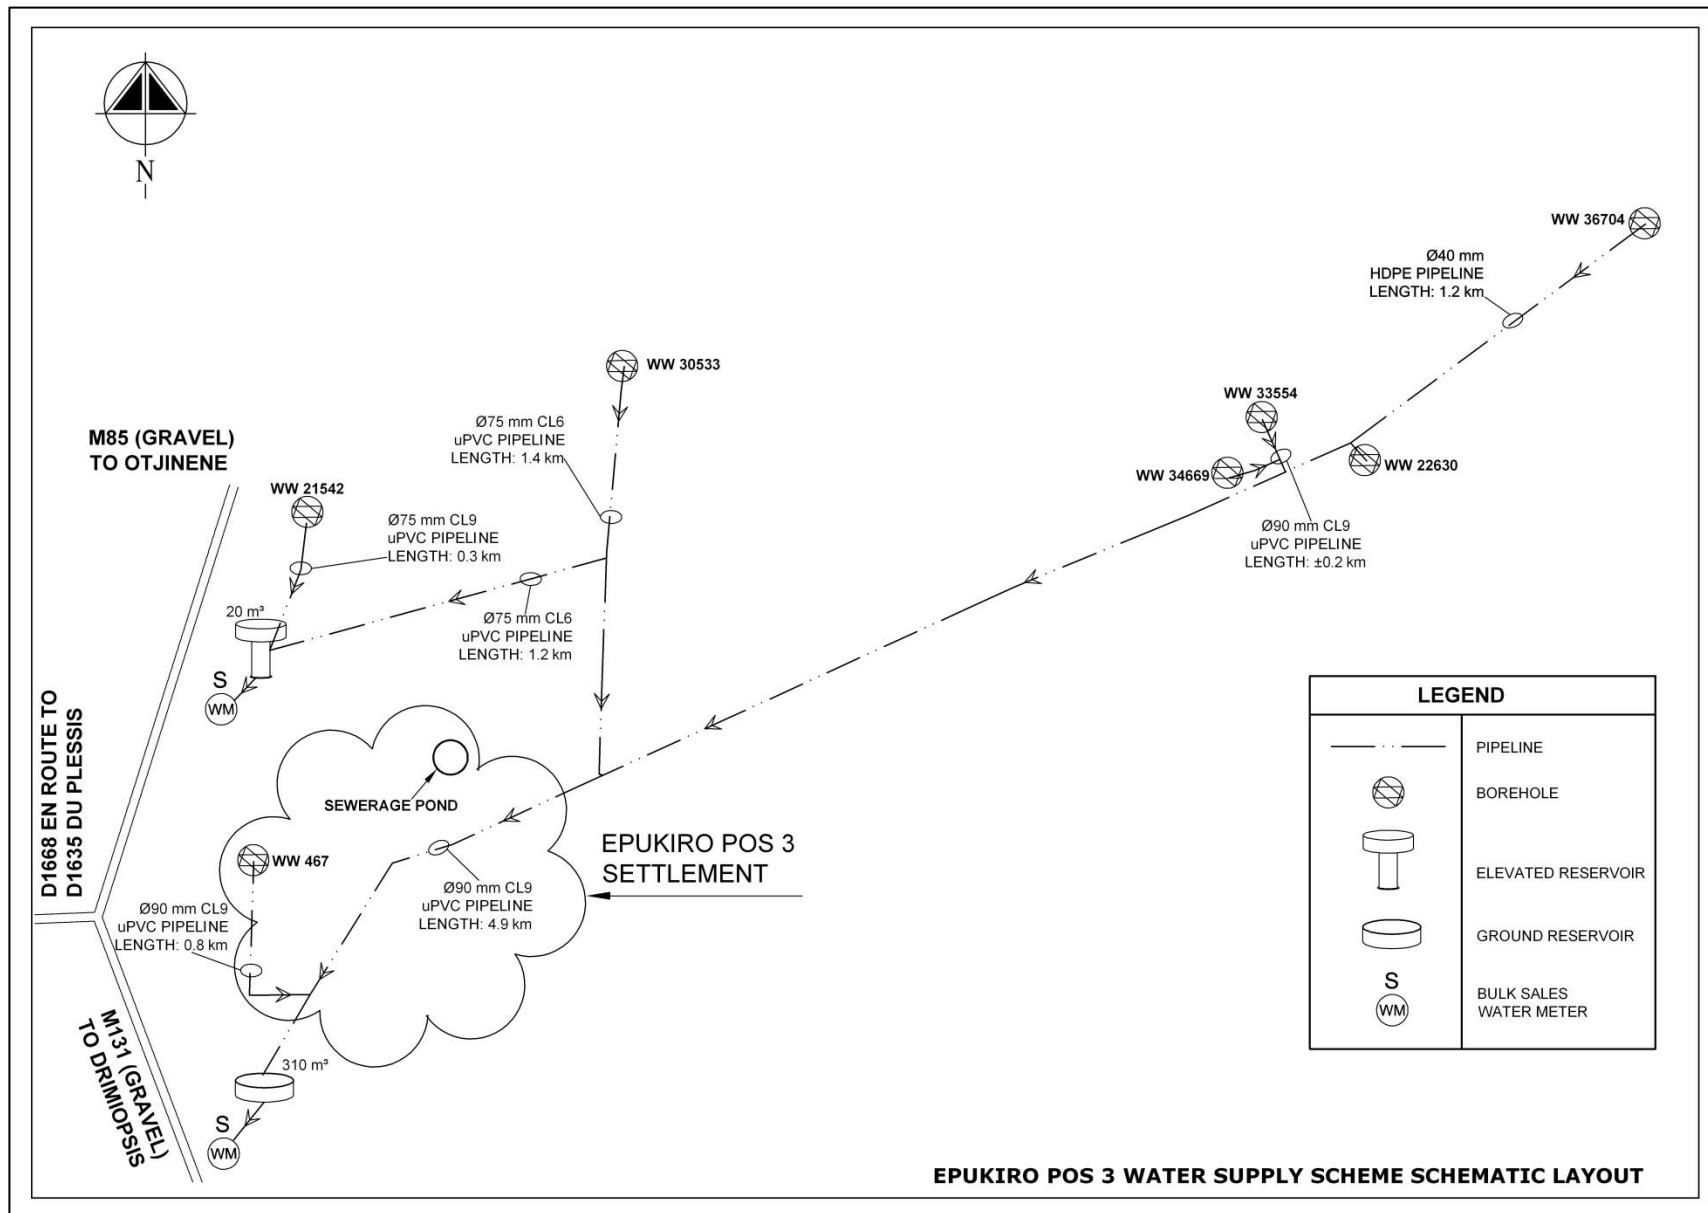 N
WW 36704
Ø40 mm
HDPE PIPELINE
LENGTH: 1.2 km
WW 30533
WW 33554
WW 34669
WW 22630
Ø90 mm CL9
uPVC PIPELINE
LENGTH: ±0.2 km
Ø75 mm CL6
uPVC PIPELINE
LENGTH: 1.4 km
M85 (GRAVEL)
TO OTJINENE
WW 21542
Ø75 mm CL9
uPVC PIPELINE
LENGTH: 0.3 km
20 m³
Ø75 mm CL6
uPVC PIPELINE
LENGTH: 1.2 km
S
WM
D1668 EN ROUTE TO
D1635 DU PLESSIS
SEWERAGE POND
EPUKIRO POS 3
SETTLEMENT
WW 467
Ø90 mm CL9
uPVC PIPELINE
LENGTH: 4.9 km
Ø90 mm CL9
uPVC PIPELINE
LENGTH: 0.8 km
M131 (GRAVEL)
TO DRIMIOPSIS
310 m³
S
WM
LEGEND
PIPELINE
BOREHOLE
ELEVATED RESERVOIR
GROUND RESERVOIR
S
WM
BULK SALES
WATER METER
EPUKIRO POS 3 WATER SUPPLY SCHEME SCHEMATIC LAYOUT